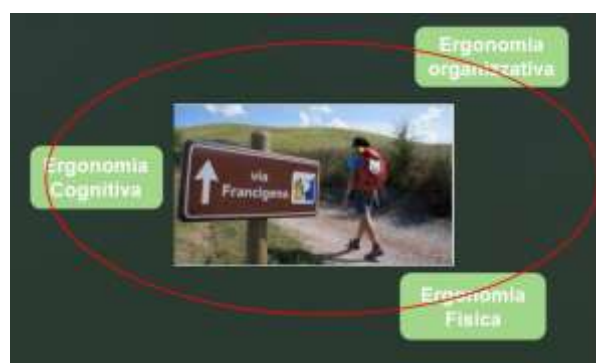 Ergonomia
organizzativa
Ergonomia
Cognitiva
via
Francigena
Ergonomia
Fisica